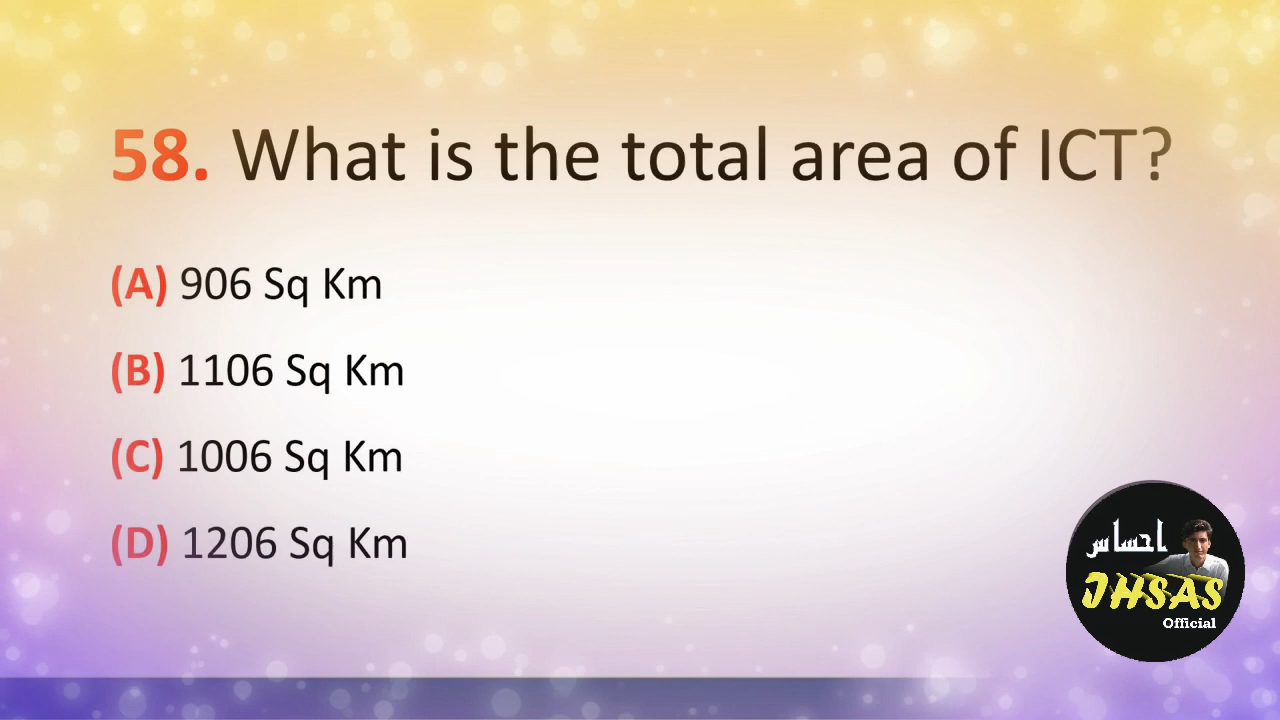 58. What is the total area of ICT?
(A) 906 Sq Km
(B) 1106 Sq Km
(C) 1006 Sq Km
(D) 1206 Sq Km
احساس
IHSAS
Official